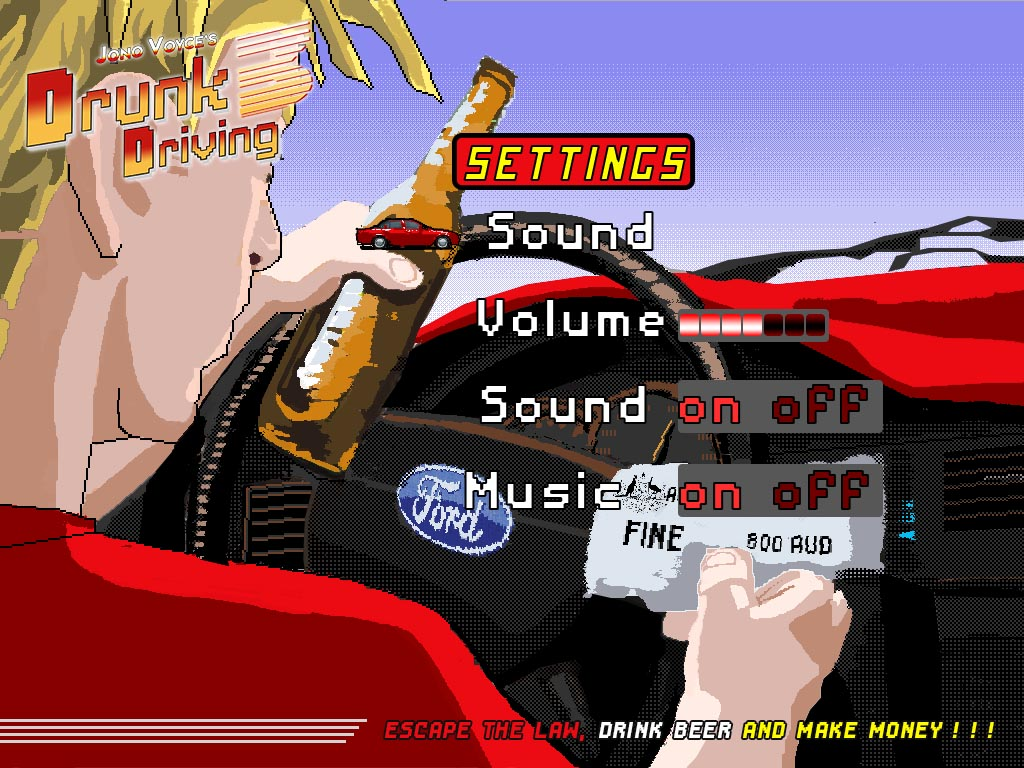 JONO VOYCE'S
Drunk
Driving
SETTINGS
Sound
Volume
Sound on off
Music on off
Ford
FINE 800 AUD
ESCAPE THE LAW, DRINK BEER AND MAKE MONEY!!!